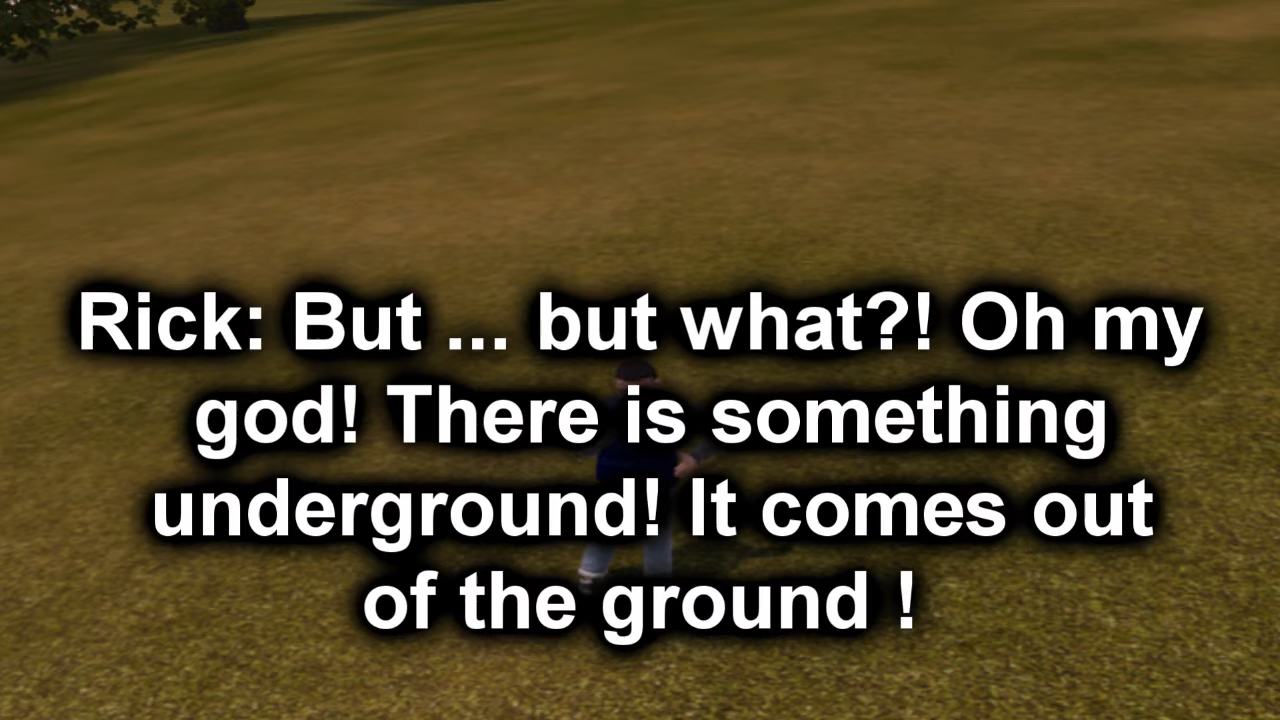 Rick: But ... but what?! Oh my
god! There is something
underground! It comes out
of the ground !